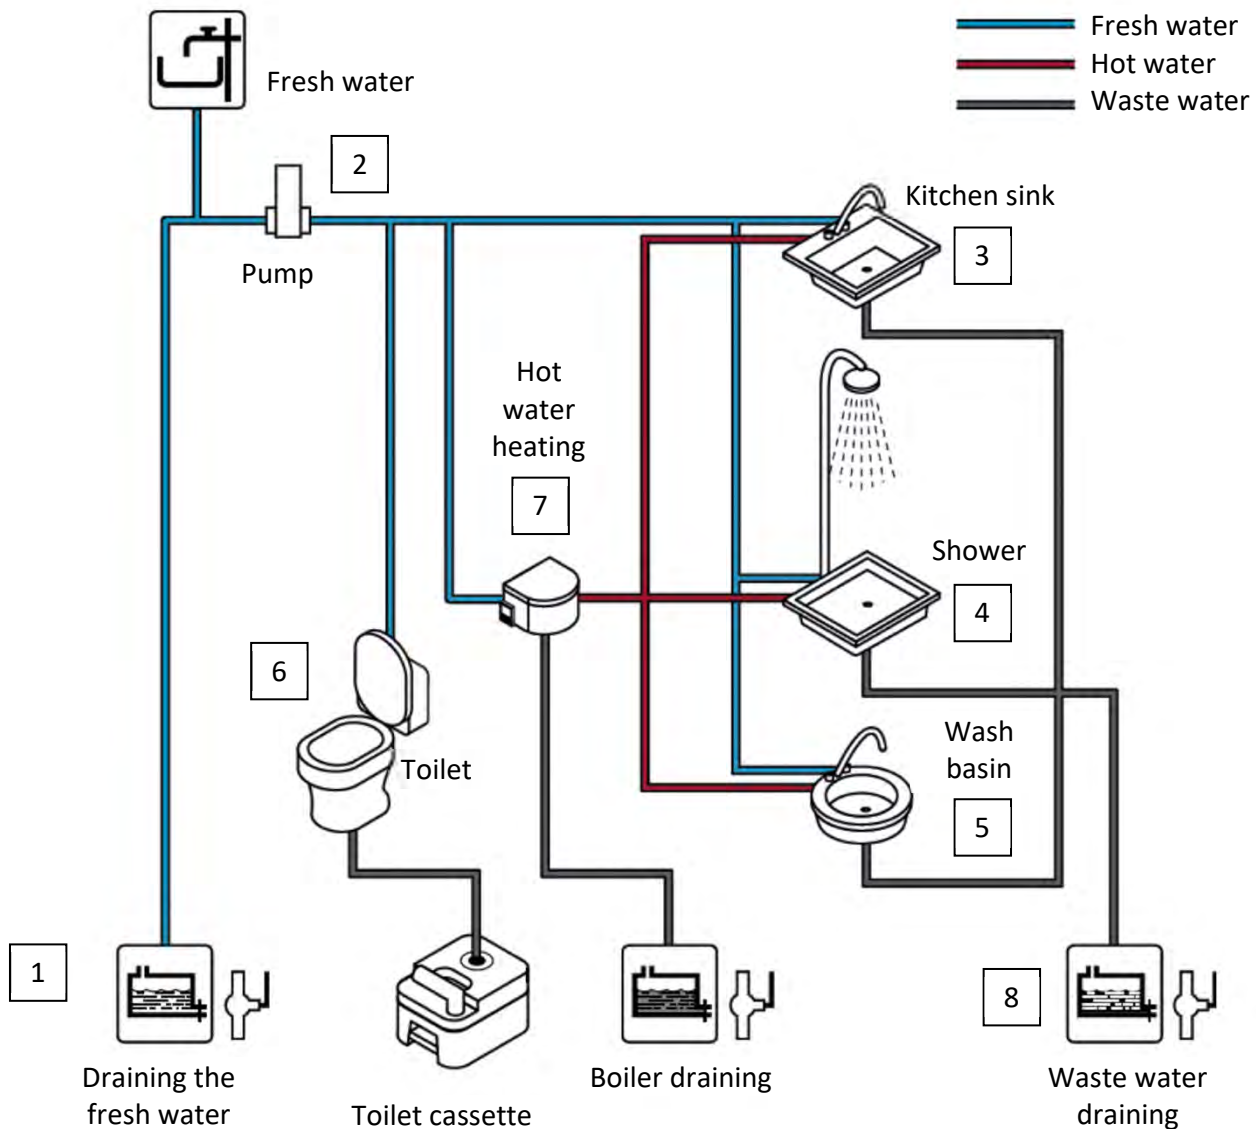 Fresh water
Hot water
Waste water
Fresh water
2
Kitchen sink
3
Pump
Hot
water
heating
7
Shower
4
6
Toilet
Wash
basin
5
1
8
Draining the
fresh water
Toilet cassette
Boiler draining
Waste water
draining